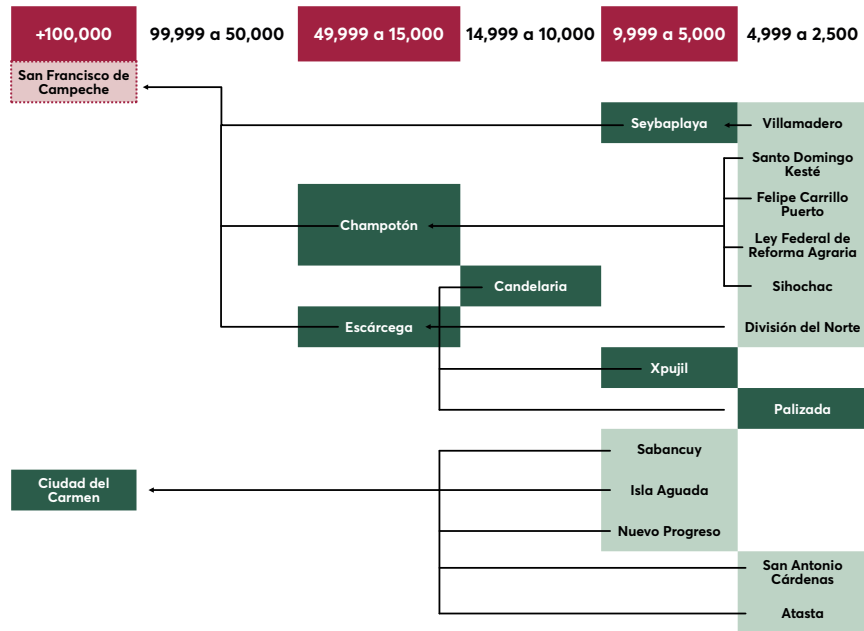 +100,000
99,999 a 50,000
49,999 a 15,000
14,999 a 10,000
9,999 a 5,000
4,999 a 2,500
San Francisco de
Campeche
Seybaplaya
Villamadero
Santo Domingo
Kesté
Felipe Carrillo
Puerto
Champotón
Ley Federal de
Reforma Agraria
Candelaria
Sihochac
Escárcega
División del Norte
Xpujil
Palizada
Sabancuy
Ciudad del
Carmen
Isla Aguada
Nuevo Progreso
San Antonio
Cárdenas
Atasta